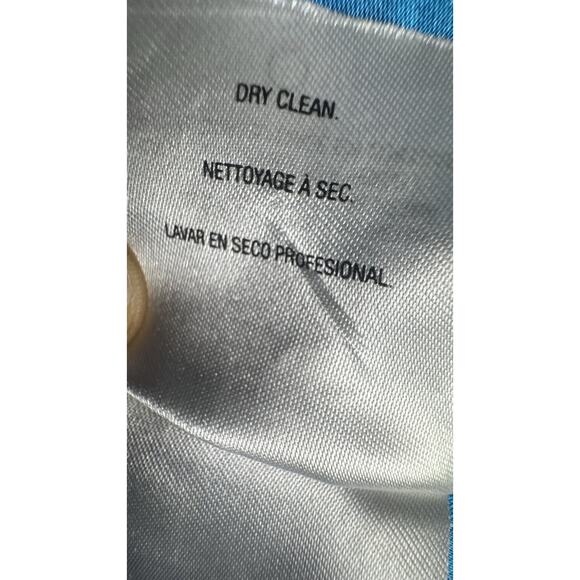 DRY CLEAN.
NETTOYAGE À SEC.
LAVAR EN SECO PROFESIONAL.